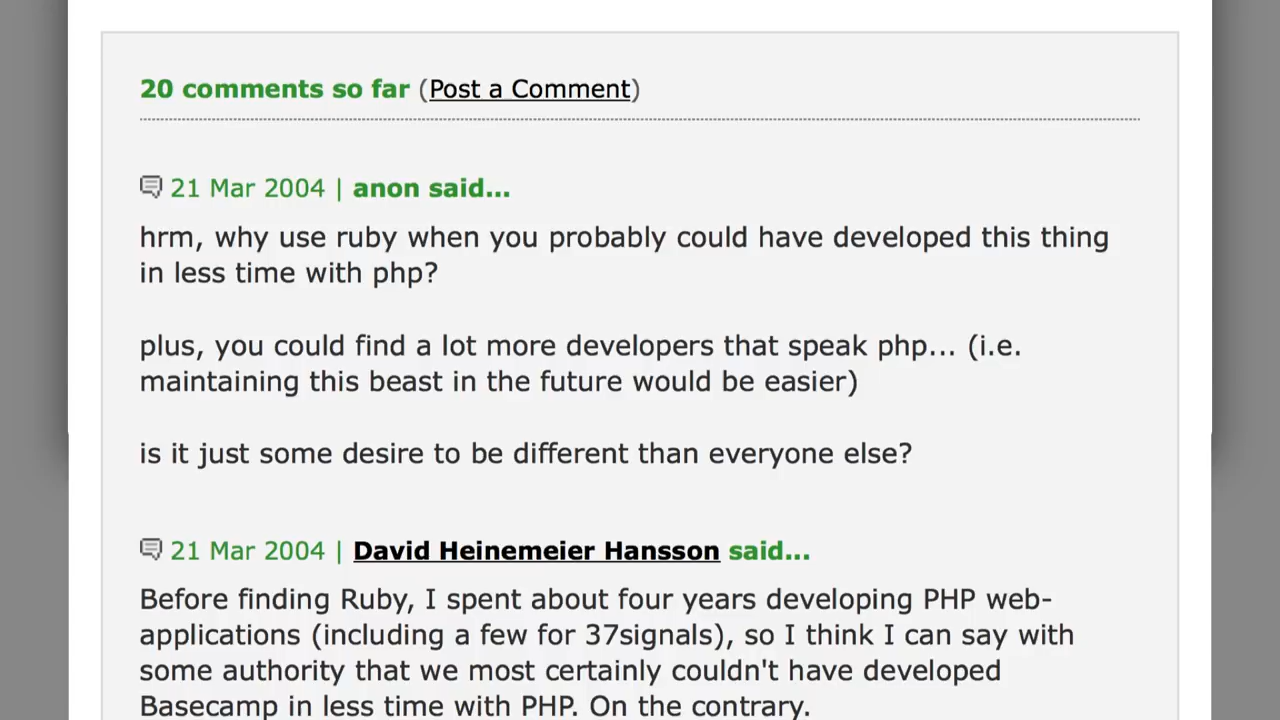 20 comments so far (Post a Comment)
21 Mar 2004 | anon said...
hrm, why use ruby when you probably could have developed this thing
in less time with php?
plus, you could find a lot more developers that speak php... (i.e.
maintaining this beast in the future would be easier)
is it just some desire to be different than everyone else?
21 Mar 2004 | David Heinemeier Hansson said...
Before finding Ruby, I spent about four years developing PHP web-
applications (including a few for 37signals), so I think I can say with
some authority that we most certainly couldn't have developed
Basecamp in less time with PHP. On the contrary.